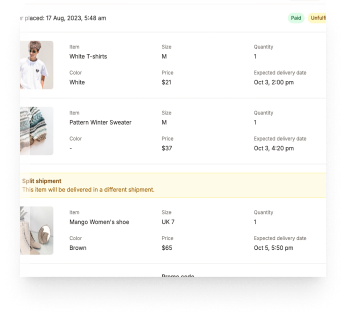 placed: 17 Aug, 2023, 5:48 am Paid Unfulfi
Item Size Quantity
White T-shirts M 1
Color Price Expected delivery date
White $21 Oct 3, 2:00 pm
Item Size Quantity
Pattern Winter Sweater M 1
Color Price Expected delivery date
- $37 Oct 3, 4:20 pm
Split shipment
This item will be delivered in a different shipment.
Item Size Quantity
Mango Women's shoe UK 7 1
Color Price Expected delivery date
Brown $65 Oct 5, 5:50 pm
Promo code